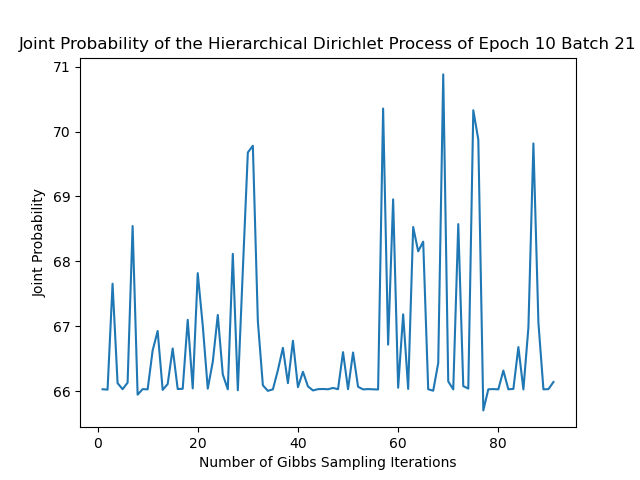 Joint Probability of the Hierarchical Dirichlet Process of Epoch 10 Batch 21
71
70
69
68
67
66
Joint Probability
0 20 40 60 80
Number of Gibbs Sampling Iterations